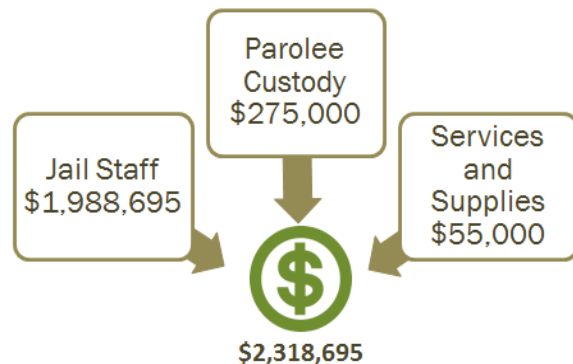 Parolee
Custody
$275,000
Jail Staff
$1,988,695
Services
and
Supplies
$55,000
$
$2,318,695